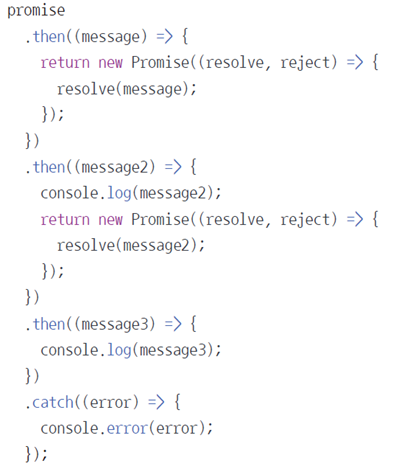 promise
  .then((message) => {
    return new Promise((resolve, reject) => {
      resolve(message);
    });
  })
  .then((message2) => {
    console.log(message2);
    return new Promise((resolve, reject) => {
      resolve(message2);
    });
  })
  .then((message3) => {
    console.log(message3);
  })
  .catch((error) => {
    console.error(error);
  });